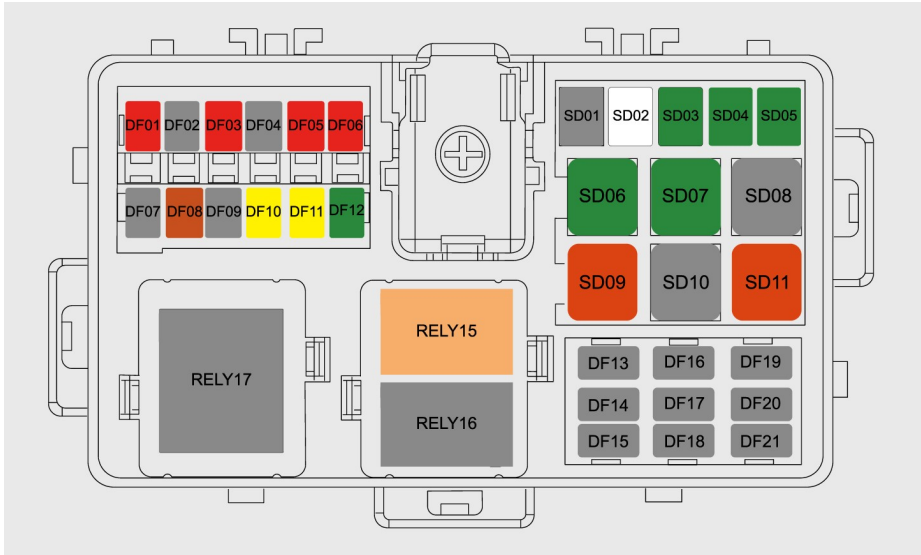 DF01 DF02 DF03 DF04 DF05 DF06
DF07 DF08 DF09 DF10 DF11 DF12
SD01 SD02 SD03 SD04 SD05
SD06 SD07 SD08
SD09 SD10 SD11
RELY17
RELY15
RELY16
DF13 DF16 DF19
DF14 DF17 DF20
DF15 DF18 DF21